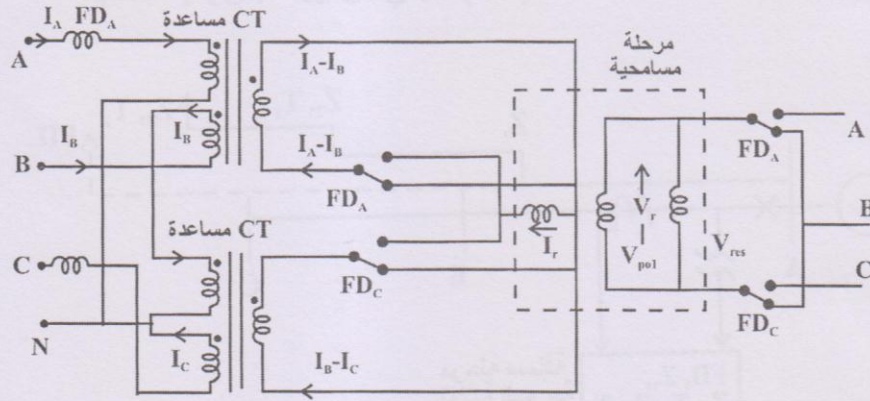 I_A FD_A
CT مساعدة
A
I_A-I_B
مرحلة
مسامحية
I_B
I_B
A
B
I_A-I_B
FD_A
FD_A
CT مساعدة
V_r
B
I_r
V_pol
V_res
C
FD_C
C
N
FD_C
I_C
I_B-I_C